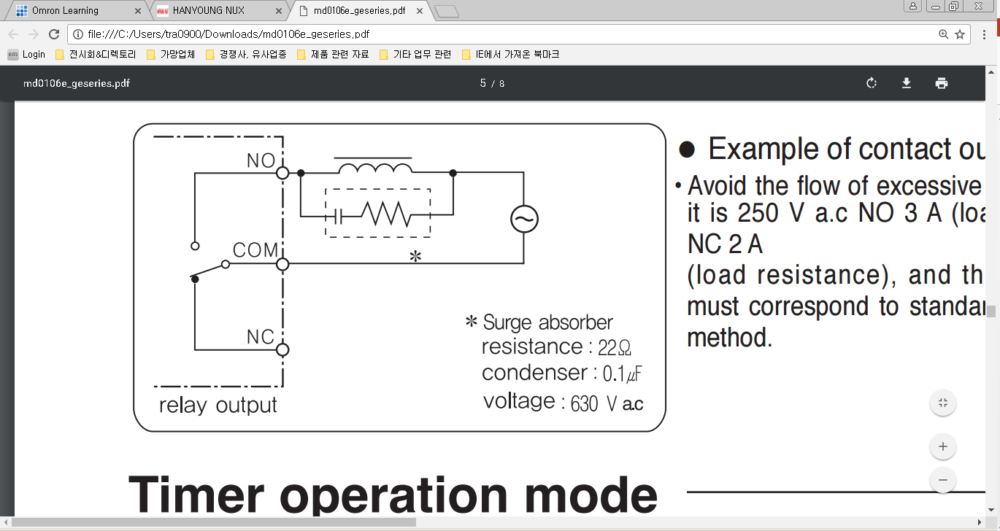 Omron Learning
HANYOUNG NUX
md0106e_geseries.pdf
file:///C:/Users/tra0900/Downloads/md0106e_geseries.pdf
em Login
전시회&디렉토리
가망업체
경쟁사, 유사업종
제품 관련 자료
기타 업무 관련
IE에서 가져온 북마크
md0106e_geseries.pdf
5 / 8
NO
COM
*
NC
* Surge absorber
resistance : 22Ω
condenser : 0.1µF
voltage : 630 V a.c
relay output
● Example of contact ou
• Avoid the flow of excessive
it is 250 V a.c NO 3 A (loa
NC 2 A
(load resistance), and th
must correspond to standar
method.
Timer operation mode